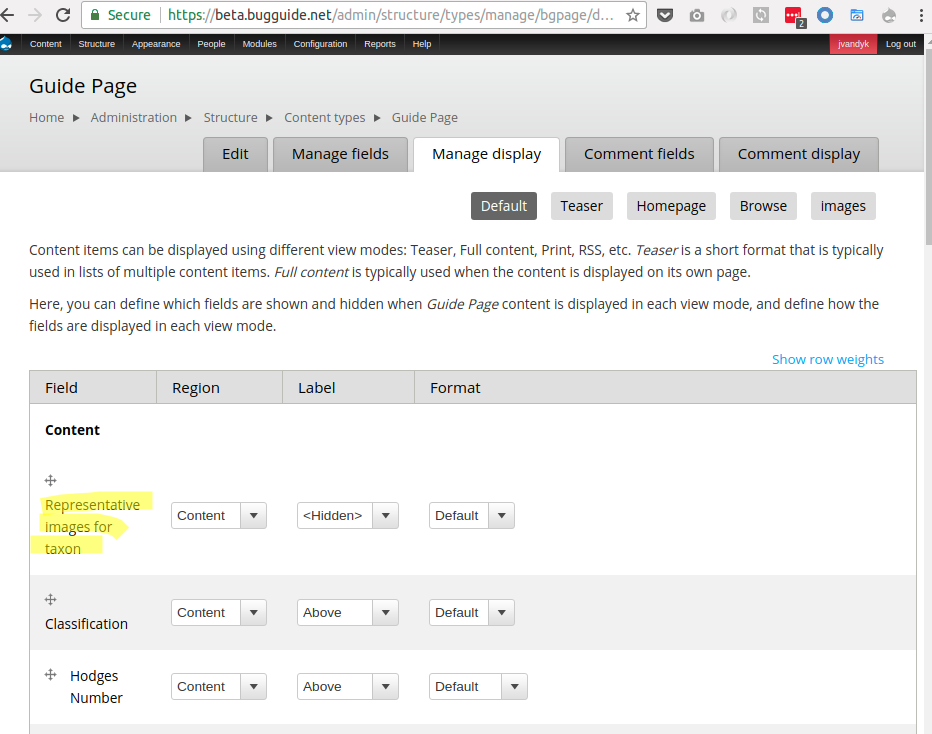 Secure https://beta.bugguide.net/admin/structure/types/manage/bgpage/d...
2
Content Structure Appearance People Modules Configuration Reports Help jvandyk Log out
Guide Page
Home ▶ Administration ▶ Structure ▶ Content types ▶ Guide Page
Edit Manage fields Manage display Comment fields Comment display
Default Teaser Homepage Browse images
Content items can be displayed using different view modes: Teaser, Full content, Print, RSS, etc. Teaser is a short format that is typically
used in lists of multiple content items. Full content is typically used when the content is displayed on its own page.
Here, you can define which fields are shown and hidden when Guide Page content is displayed in each view mode, and define how the
fields are displayed in each view mode.
Show row weights
Field Region Label Format
Content
Representative
images for
taxon
Content <Hidden> Default
Classification
Content Above Default
Hodges
Number
Content Above Default